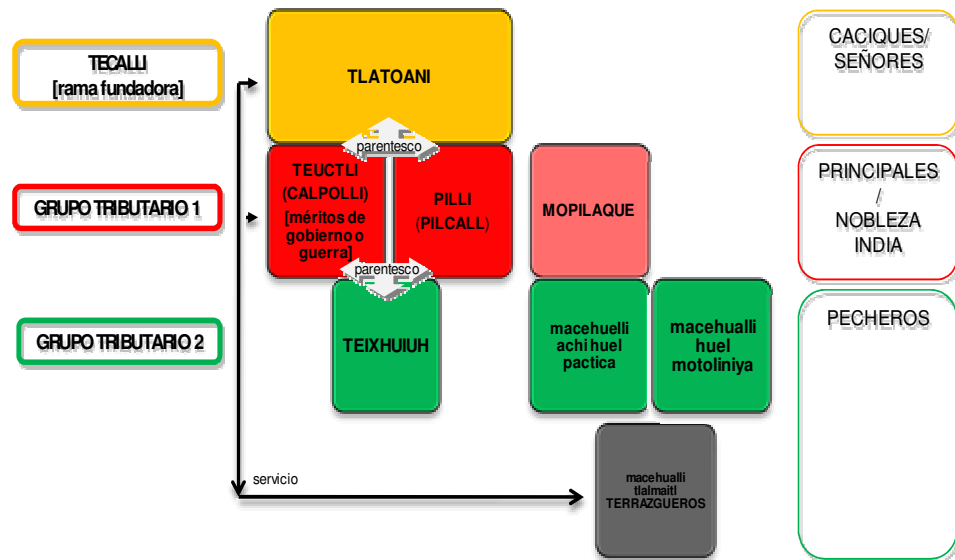 TECALLI
[rama fundadora]
TLATOANI
CACIQUES/
SEÑORES
parentesco
GRUPO TRIBUTARIO 1
TEUCTLI
(CALPOLLI)
[méritos de
gobierno o
guerra]
PILLI
(PILCALL)
MOPILAQUE
PRINCIPALES
/
NOBLEZA
INDIA
parentesco
GRUPO TRIBUTARIO 2
TEIXHUIUH
macehuelli
achi huel
pactica
macehualli
huel
motoliniya
PECHEROS
servicio
macehualli
tlalmaitl
TERRAZGUEROS